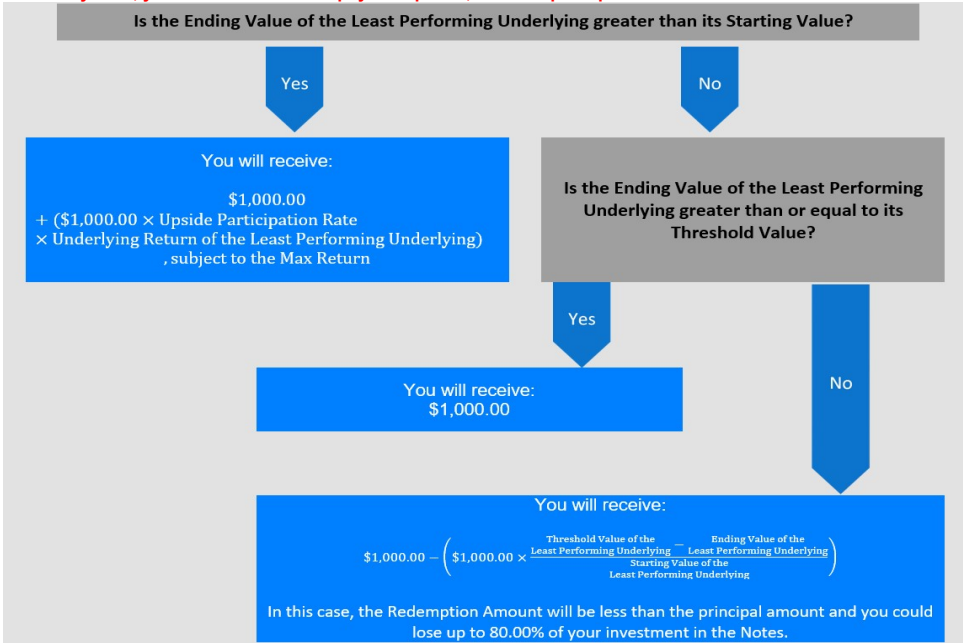 Is the Ending Value of the Least Performing Underlying greater than its Starting Value?
Yes
No
You will receive:
$1,000.00
+ ($1,000.00 × Upside Participation Rate
× Underlying Return of the Least Performing Underlying)
, subject to the Max Return
Is the Ending Value of the Least Performing
Underlying greater than or equal to its
Threshold Value?
Yes
No
You will receive:
$1,000.00
You will receive:
$1,000.00 − ($1,000.00 × (Threshold Value of the Least Performing Underlying − Ending Value of the Least Performing Underlying) / Starting Value of the Least Performing Underlying)
In this case, the Redemption Amount will be less than the principal amount and you could
lose up to 80.00% of your investment in the Notes.